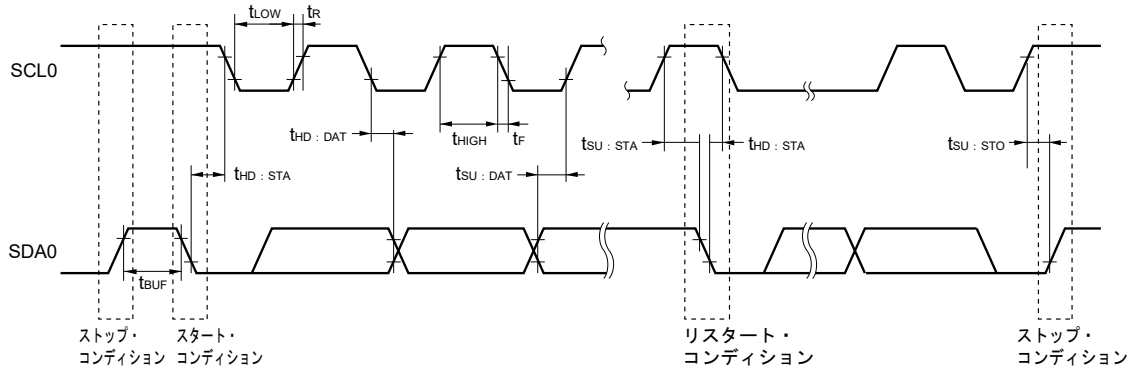 tLOW tR
SCL0
tHD : DAT tHIGH tF tSU : STA tHD : STA tSU : STO
tHD : STA tSU : DAT
SDA0
tBUF
ストップ・ スタート・ リスタート・ ストップ・
コンディション コンディション コンディション コンディション